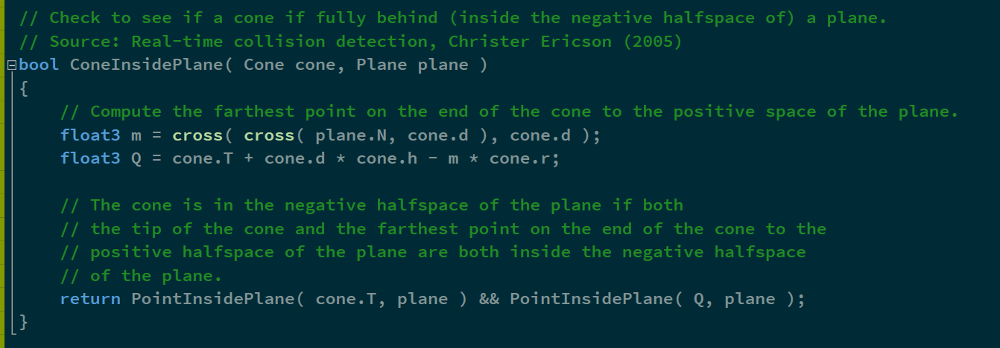 // Check to see if a cone if fully behind (inside the negative halfspace of) a plane.
// Source: Real-time collision detection, Christer Ericson (2005)
bool ConeInsidePlane( Cone cone, Plane plane )
{
    // Compute the farthest point on the end of the cone to the positive space of the plane.
    float3 m = cross( cross( plane.N, cone.d ), cone.d );
    float3 Q = cone.T + cone.d * cone.h - m * cone.r;

    // The cone is in the negative halfspace of the plane if both
    // the tip of the cone and the farthest point on the end of the cone to the
    // positive halfspace of the plane are both inside the negative halfspace
    // of the plane.
    return PointInsidePlane( cone.T, plane ) && PointInsidePlane( Q, plane );
}